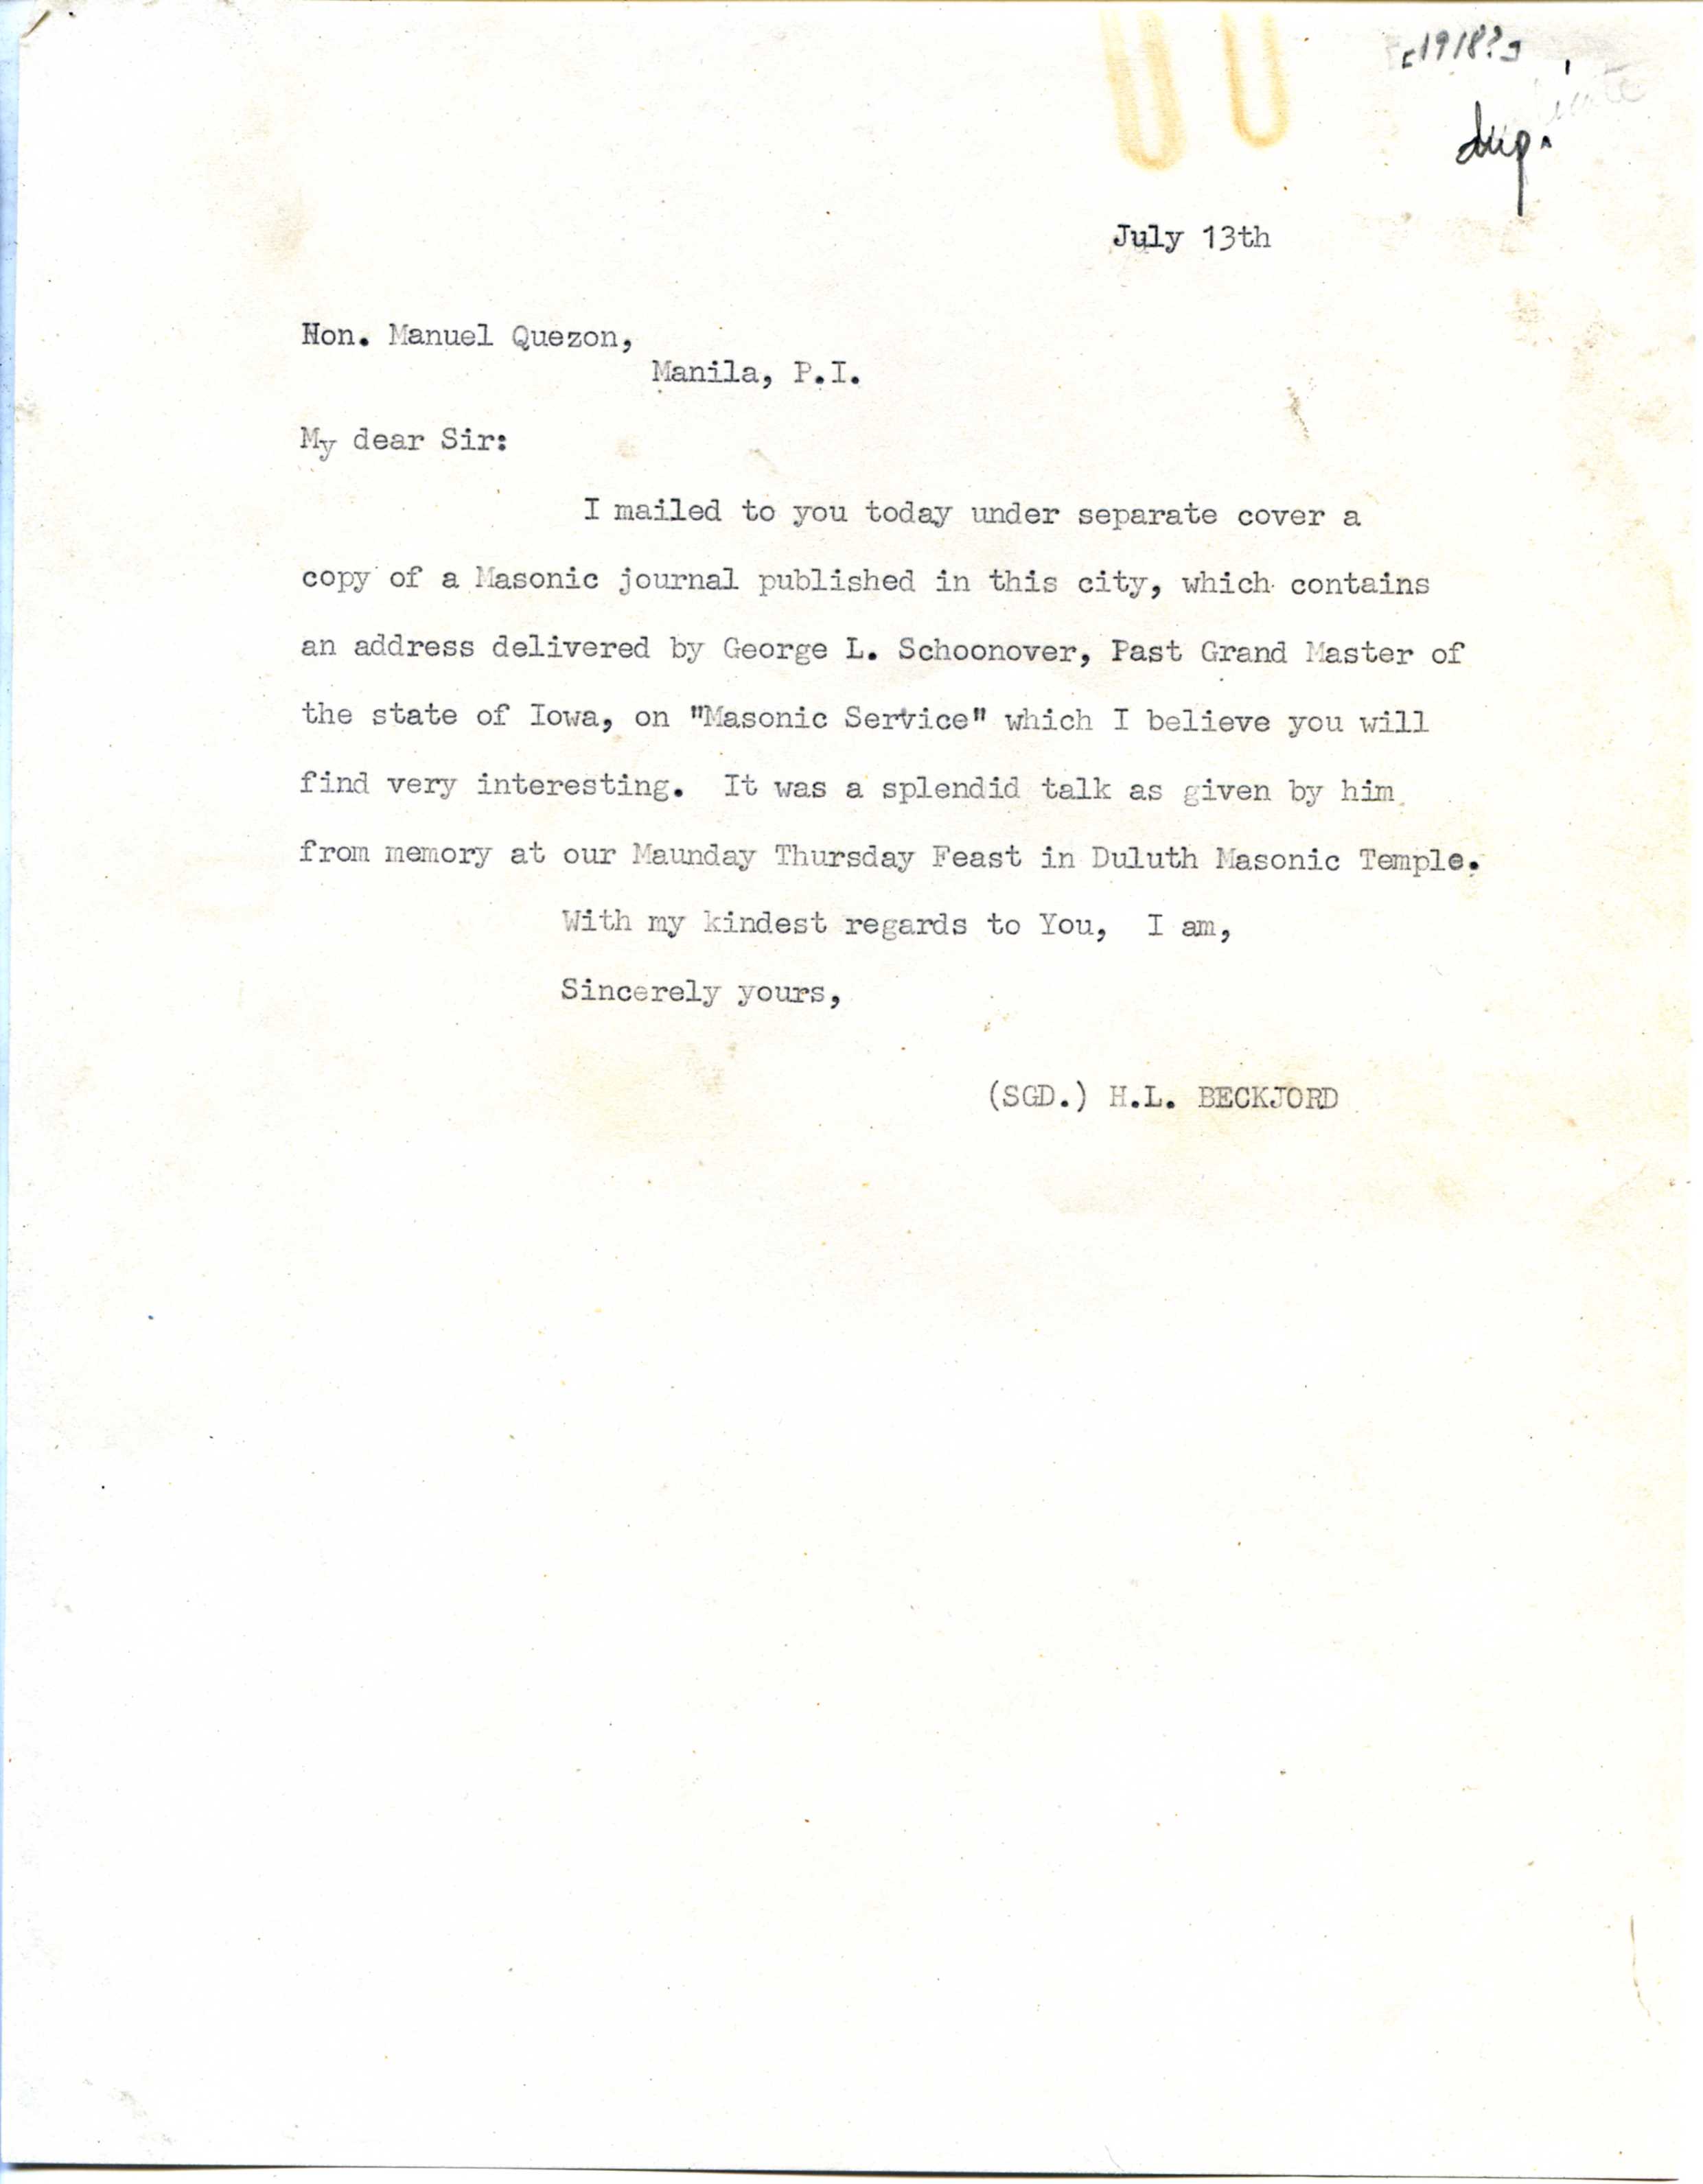 [1918?]
dup.
July 13th
Hon. Manuel Quezon,
Manila, P.I.
My dear Sir:
I mailed to you today under separate cover a
copy of a Masonic journal published in this city, which contains
an address delivered by George L. Schoonover, Past Grand Master of
the state of Iowa, on "Masonic Service" which I believe you will
find very interesting. It was a splendid talk as given by him
from memory at our Maunday Thursday Feast in Duluth Masonic Temple.
With my kindest regards to You, I am,
Sincerely yours,
(SGD.) H.L. BECKJORD